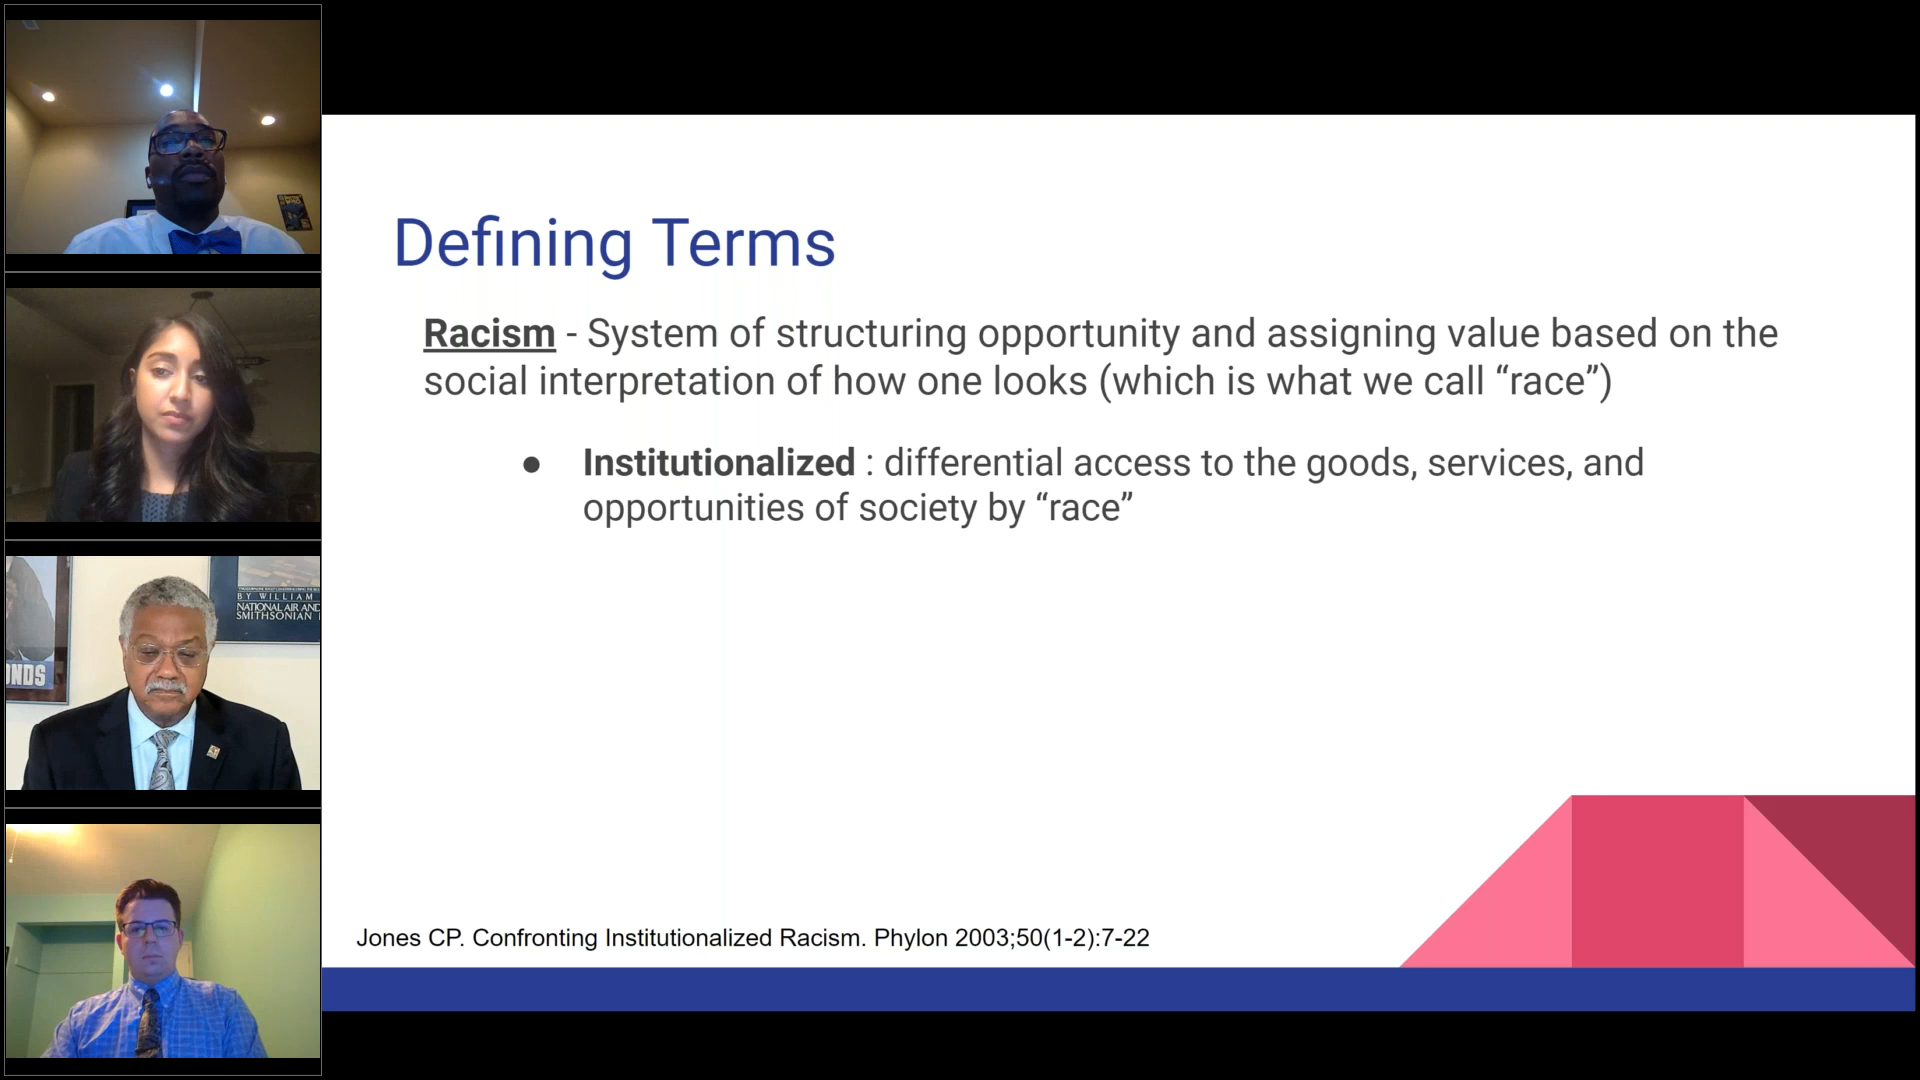 Defining Terms
Racism - System of structuring opportunity and assigning value based on the
social interpretation of how one looks (which is what we call “race”)
● Institutionalized : differential access to the goods, services, and
opportunities of society by “race”
Jones CP. Confronting Institutionalized Racism. Phylon 2003;50(1-2):7-22
BY WILLIAM
NATIONAL AIR AND
SMITHSONIAN
ONDS